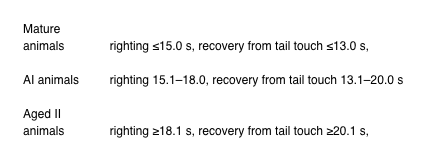 Mature
animals righting ≤15.0 s, recovery from tail touch ≤13.0 s,
AI animals righting 15.1–18.0, recovery from tail touch 13.1–20.0 s
Aged II
animals righting ≥18.1 s, recovery from tail touch ≥20.1 s,